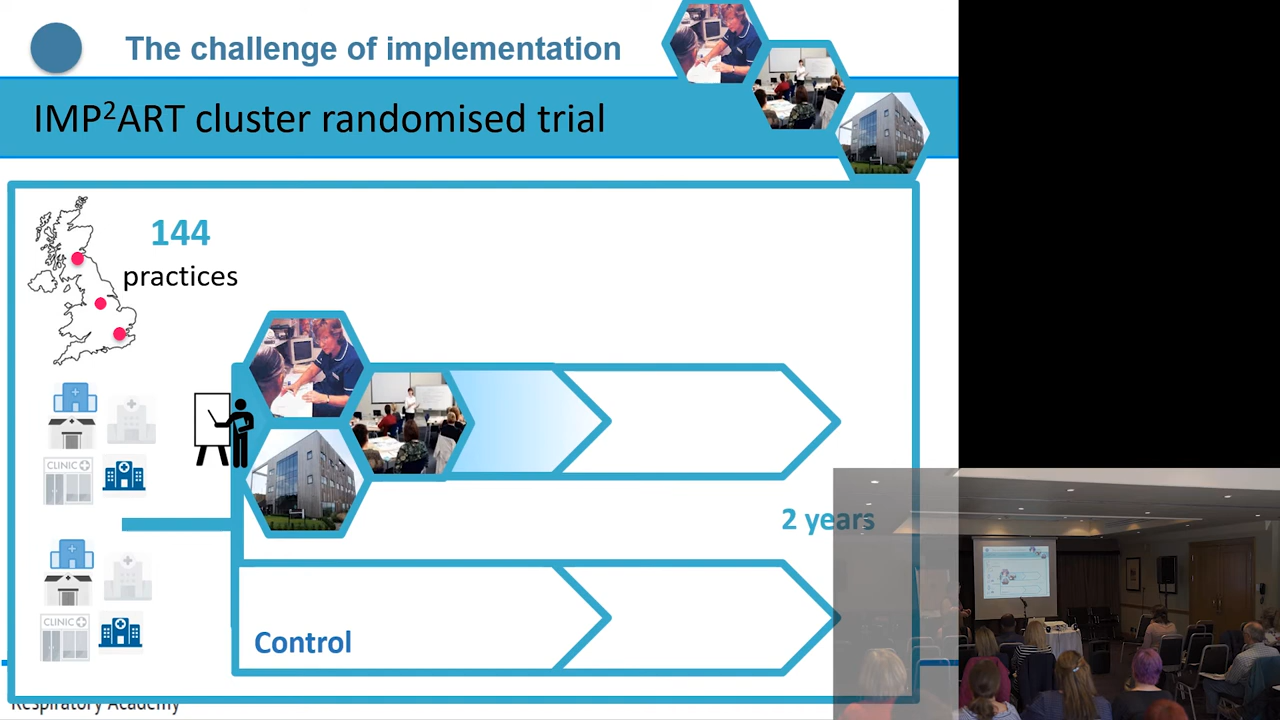 The challenge of implementation
IMP²ART cluster randomised trial
144
practices
CLINIC
2 years
CLINIC
Control
Respiratory Academy